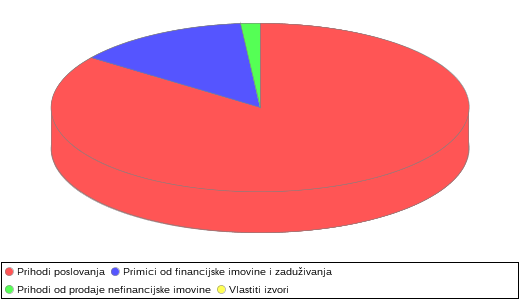 Prihodi poslovanja Primici od financijske imovine i zaduživanja
Prihodi od prodaje nefinancijske imovine Vlastiti izvori